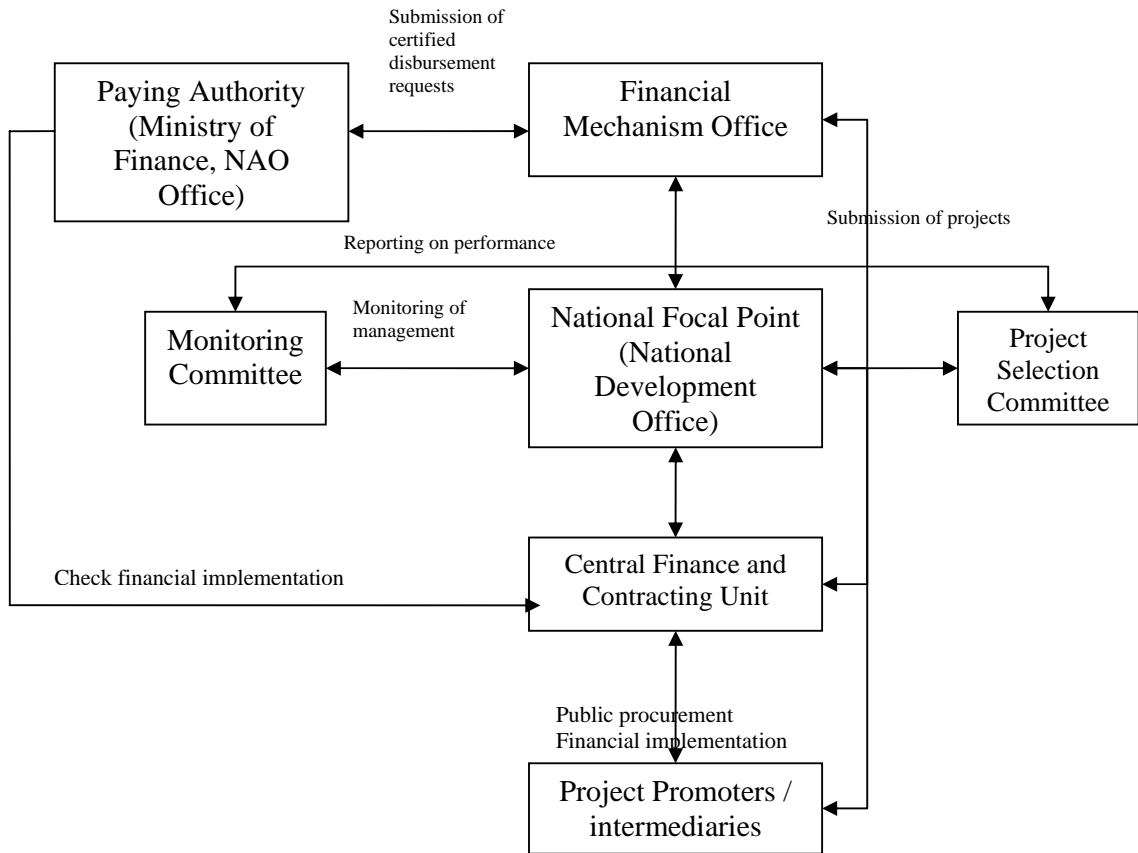 Submission of
certified
disbursement
requests
Paying Authority
(Ministry of
Finance, NAO
Office)
Financial
Mechanism Office
Submission of projects
Reporting on performance
Monitoring of
management
Monitoring
Committee
National Focal Point
(National
Development
Office)
Project
Selection
Committee
Check financial implementation
Central Finance and
Contracting Unit
Public procurement
Financial implementation
Project Promoters /
intermediaries